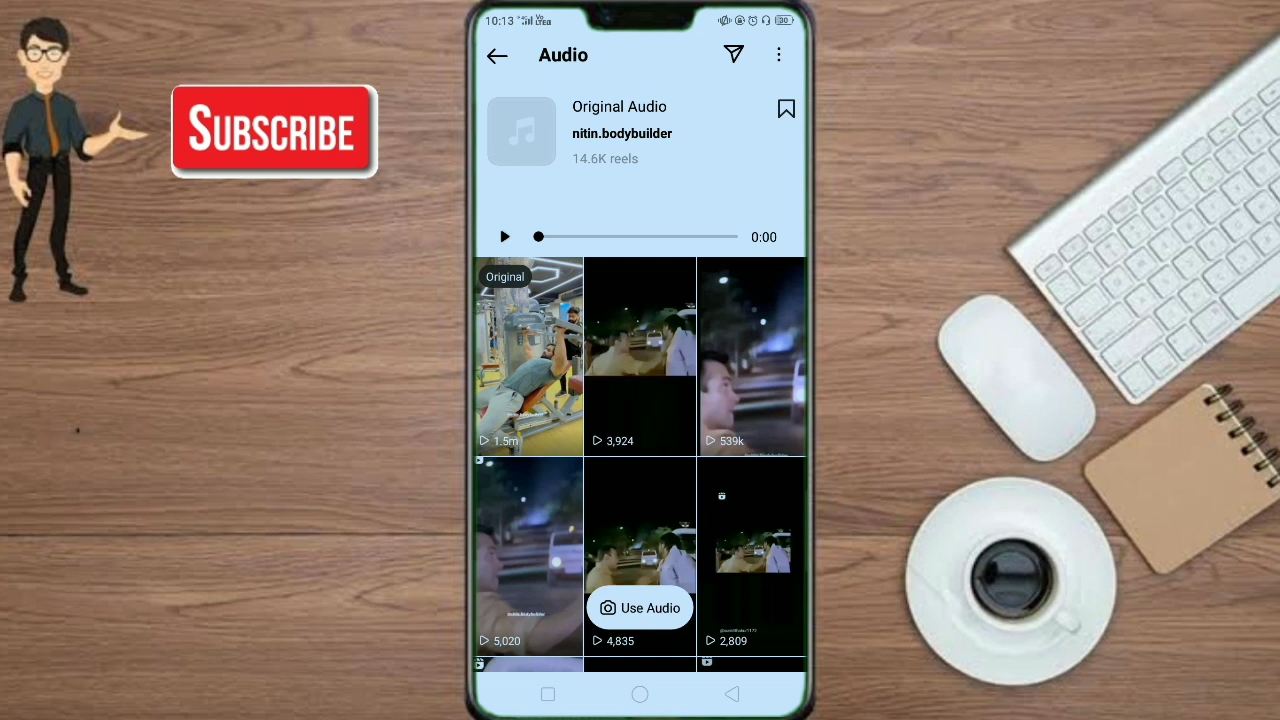 SUBSCRIBE
10:13
30
Audio
Original Audio
nitin.bodybuilder
14.6K reels
0:00
Original
1.5m
3,924
539k
5,020
4,835
2,809
Use Audio